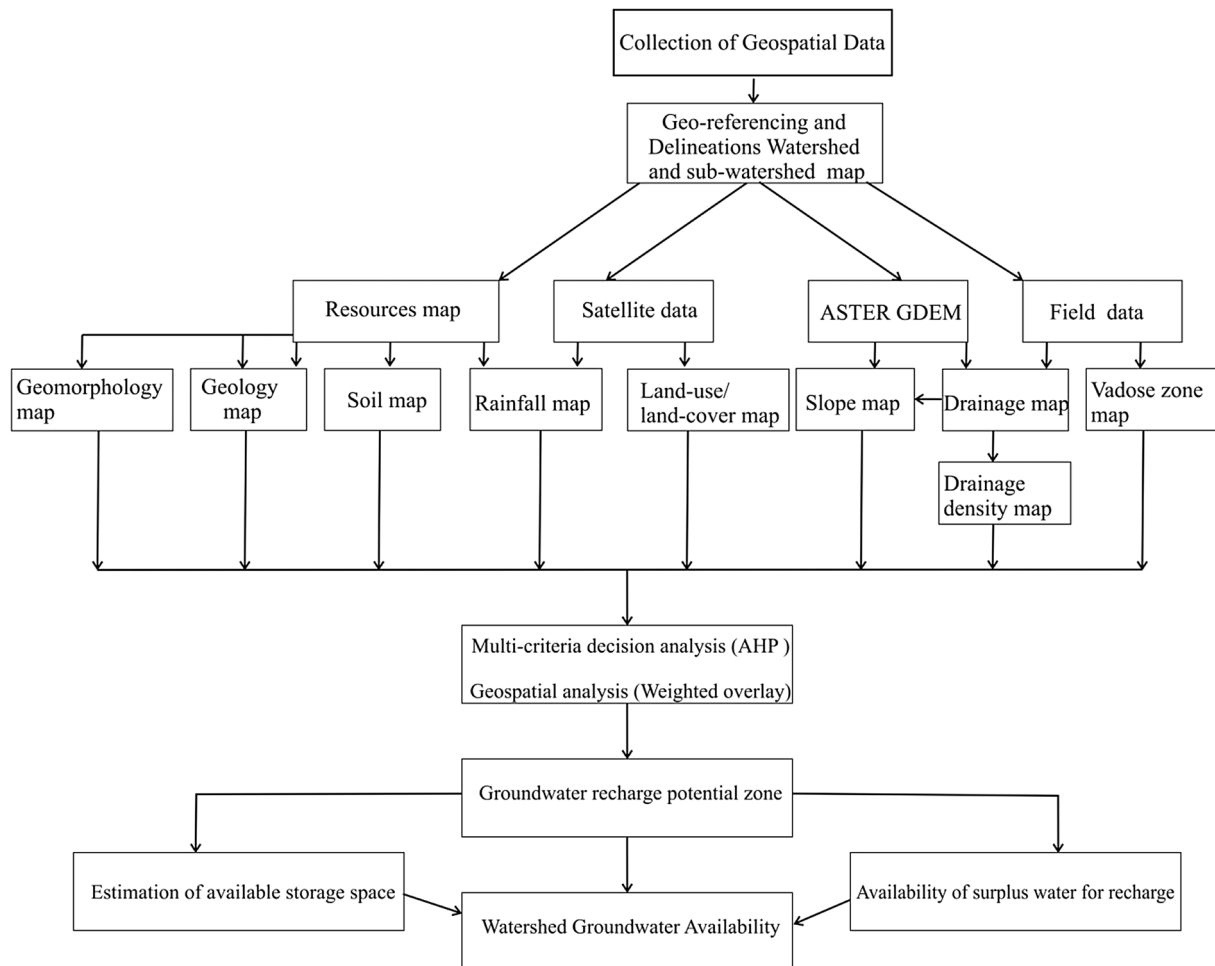 Collection of Geospatial Data
Geo-referencing and
Delineations Watershed
and sub-watershed map
Resources map
Satellite data
ASTER GDEM
Field data
Geomorphology
map
Geology
map
Soil map
Rainfall map
Land-use/
land-cover map
Slope map
Drainage map
Vadose zone
map
Drainage
density map
Multi-criteria decision analysis (AHP )
Geospatial analysis (Weighted overlay)
Groundwater recharge potential zone
Estimation of available storage space
Availability of surplus water for recharge
Watershed Groundwater Availability